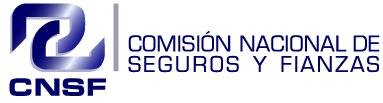 CNSF
COMISIÓN NACIONAL DE
SEGUROS Y FIANZAS